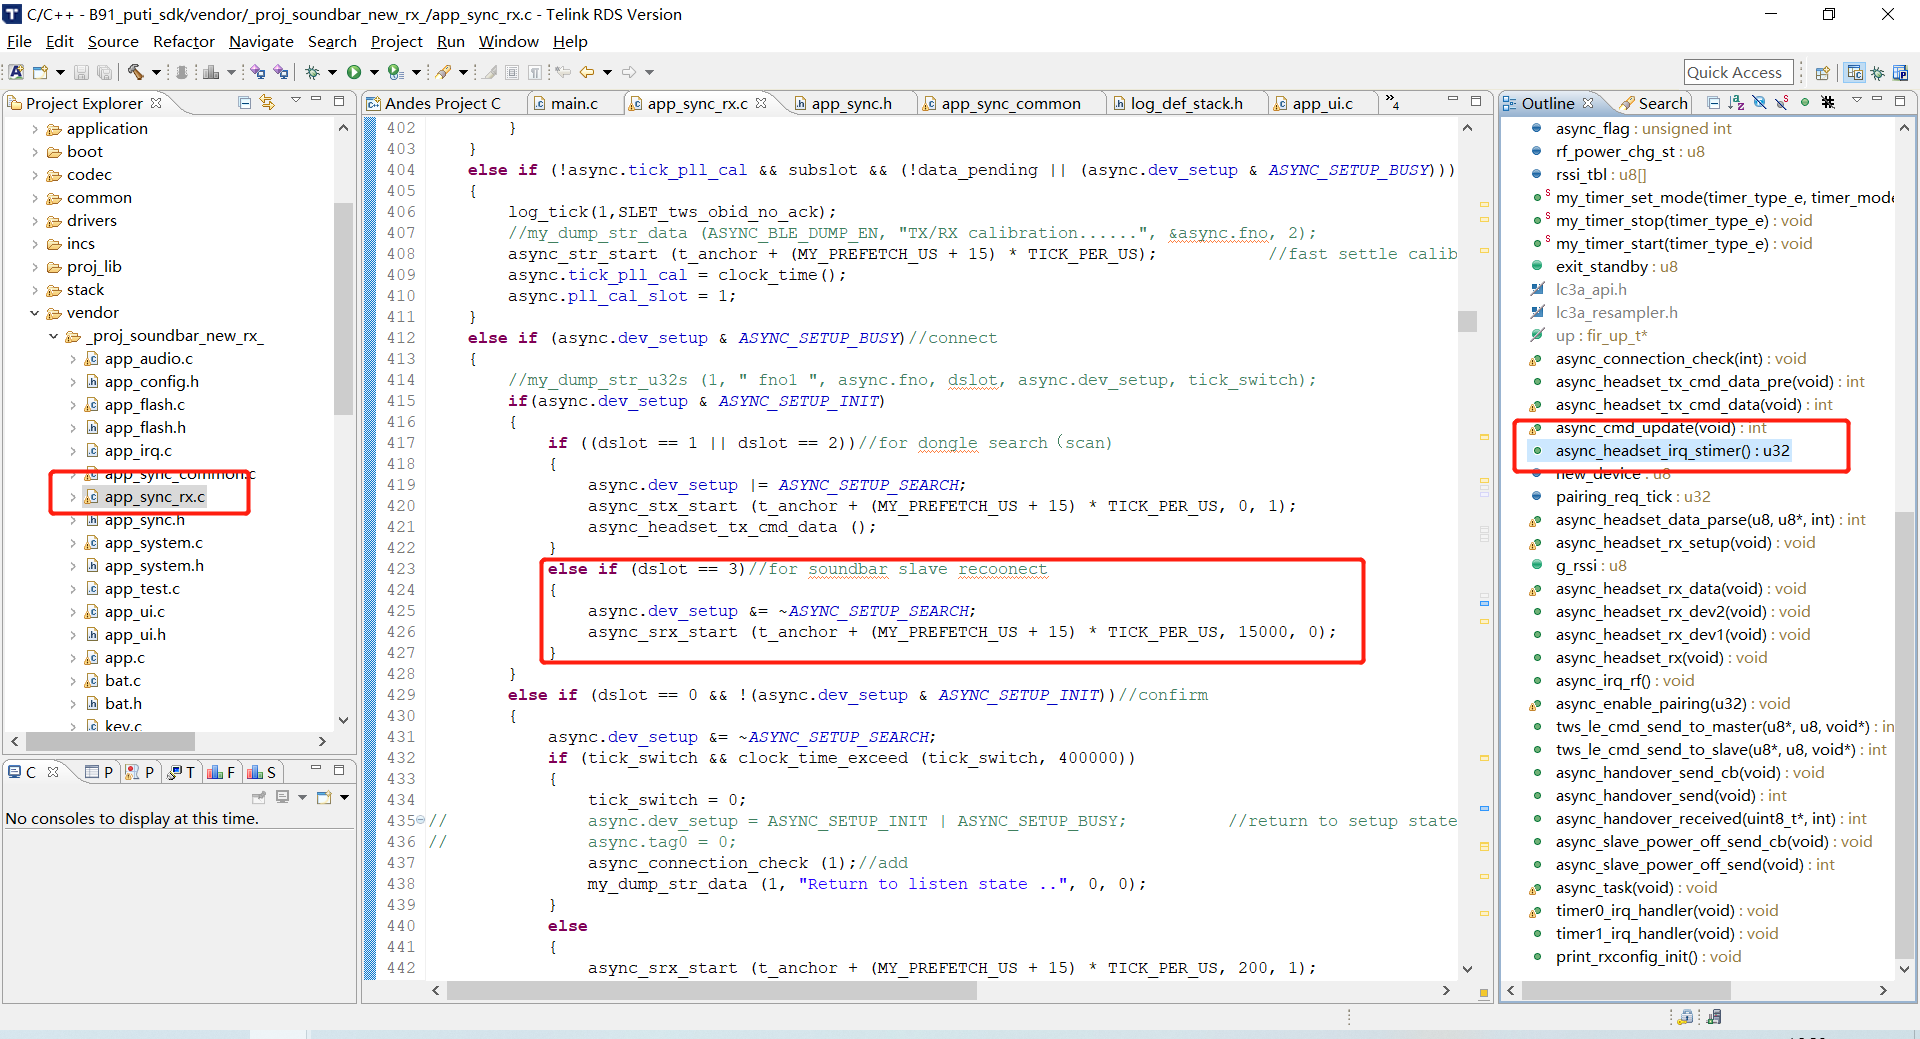 C/C++ - B91_puti_sdk/vendor/_proj_soundbar_new_rx_/app_sync_rx.c - Telink RDS Version
File Edit Source Refactor Navigate Search Project Run Window Help
Quick Access
Project Explorer
application
boot
codec
common
drivers
incs
proj_lib
stack
vendor
_proj_soundbar_new_rx_
app_audio.c
app_config.h
app_flash.c
app_flash.h
app_irq.c
app_sync_common.c
app_sync_rx.c
app_sync.h
app_system.c
app_system.h
app_test.c
app_ui.c
app_ui.h
app.c
bat.c
bat.h
key.c
C P P T F S
No consoles to display at this time.
Andes Project C main.c app_sync_rx.c app_sync.h app_sync_common log_def_stack.h app_ui.c »4
402 }
403 }
404 else if (!async.tick_pll_cal && subslot && (!data_pending || (async.dev_setup & ASYNC_SETUP_BUSY)))
405 {
406 log_tick(1,SLET_tws_obid_no_ack);
407 //my_dump_str_data (ASYNC_BLE_DUMP_EN, "TX/RX calibration......", &async.fno, 2);
408 async_str_start (t_anchor + (MY_PREFETCH_US + 15) * TICK_PER_US); //fast settle calib
409 async.tick_pll_cal = clock_time();
410 async.pll_cal_slot = 1;
411 }
412 else if (async.dev_setup & ASYNC_SETUP_BUSY)//connect
413 {
414 //my_dump_str_u32s (1, " fno1 ", async.fno, dslot, async.dev_setup, tick_switch);
415 if(async.dev_setup & ASYNC_SETUP_INIT)
416 {
417 if ((dslot == 1 || dslot == 2))//for dongle search（scan)
418 {
419 async.dev_setup |= ASYNC_SETUP_SEARCH;
420 async_stx_start (t_anchor + (MY_PREFETCH_US + 15) * TICK_PER_US, 0, 1);
421 async_headset_tx_cmd_data ();
422 }
423 else if (dslot == 3)//for soundbar slave recoonect
424 {
425 async.dev_setup &= ~ASYNC_SETUP_SEARCH;
426 async_srx_start (t_anchor + (MY_PREFETCH_US + 15) * TICK_PER_US, 15000, 0);
427 }
428 }
429 else if (dslot == 0 && !(async.dev_setup & ASYNC_SETUP_INIT))//confirm
430 {
431 async.dev_setup &= ~ASYNC_SETUP_SEARCH;
432 if (tick_switch && clock_time_exceed (tick_switch, 400000))
433 {
434 tick_switch = 0;
435 // async.dev_setup = ASYNC_SETUP_INIT | ASYNC_SETUP_BUSY; //return to setup state
436 // async.tag0 = 0;
437 async_connection_check (1);//add
438 my_dump_str_data (1, "Return to listen state ..", 0, 0);
439 }
440 else
441 {
442 async_srx_start (t_anchor + (MY_PREFETCH_US + 15) * TICK_PER_US, 200, 1);
Outline Search
async_flag : unsigned int
rf_power_chg_st : u8
rssi_tbl : u8[]
my_timer_set_mode(timer_type_e, timer_mode
my_timer_stop(timer_type_e) : void
my_timer_start(timer_type_e) : void
exit_standby : u8
lc3a_api.h
lc3a_resampler.h
up : fir_up_t*
async_connection_check(int) : void
async_headset_tx_cmd_data_pre(void) : int
async_headset_tx_cmd_data(void) : int
async_cmd_update(void) : int
async_headset_irq_stimer() : u32
new_device : u8
pairing_req_tick : u32
async_headset_data_parse(u8, u8*, int) : int
async_headset_rx_setup(void) : void
g_rssi : u8
async_headset_rx_data(void) : void
async_headset_rx_dev2(void) : void
async_headset_rx_dev1(void) : void
async_headset_rx(void) : void
async_irq_rf() : void
async_enable_pairing(u32) : void
tws_le_cmd_send_to_master(u8*, u8, void*) : in
tws_le_cmd_send_to_slave(u8*, u8, void*) : int
async_handover_send_cb(void) : void
async_handover_send(void) : int
async_handover_received(uint8_t*, int) : int
async_slave_power_off_send_cb(void) : void
async_slave_power_off_send(void) : int
async_task(void) : void
timer0_irq_handler(void) : void
timer1_irq_handler(void) : void
print_rxconfig_init() : void